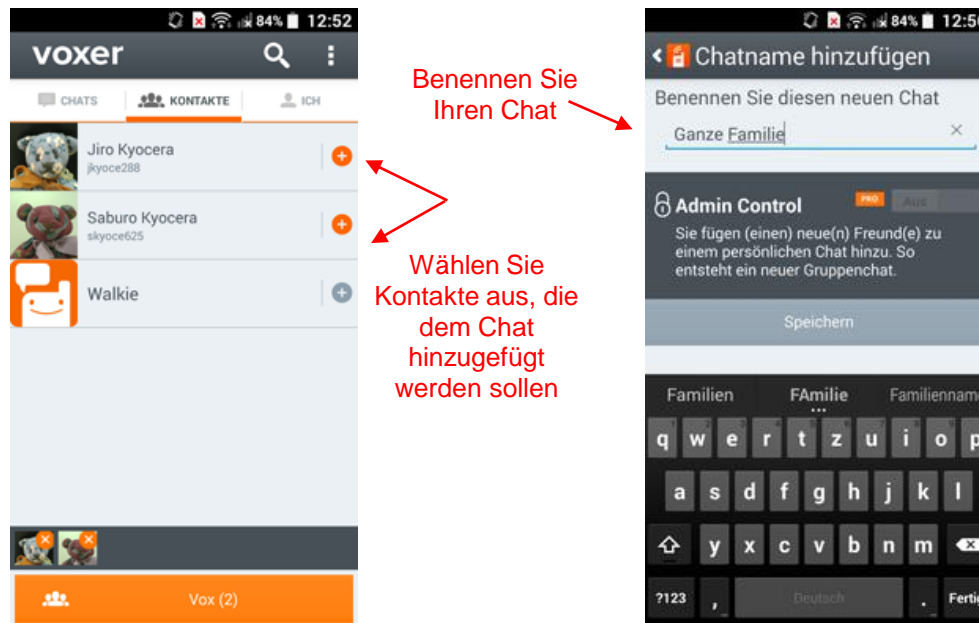 84% 12:52
voxer
CHATS
KONTAKTE
ICH
Jiro Kyocera
jkyoce288
Saburo Kyocera
skyoce625
Walkie
Vox (2)
Benennen Sie
Ihren Chat
Wählen Sie
Kontakte aus, die
dem Chat
hinzugefügt
werden sollen
84%
Chatname hinzufügen
Benennen Sie diesen neuen Chat
Ganze Familie
Admin Control PRO Aus
Sie fügen (einen) neue(n) Freund(e) zu
einem persönlichen Chat hinzu. So
entsteht ein neuer Gruppenchat.
Speichern
Familien FAmilie Familienname
q w e r t z u i o p
a s d f g h j k l
y x c v b n m
?123 , Deutsch . Fertig